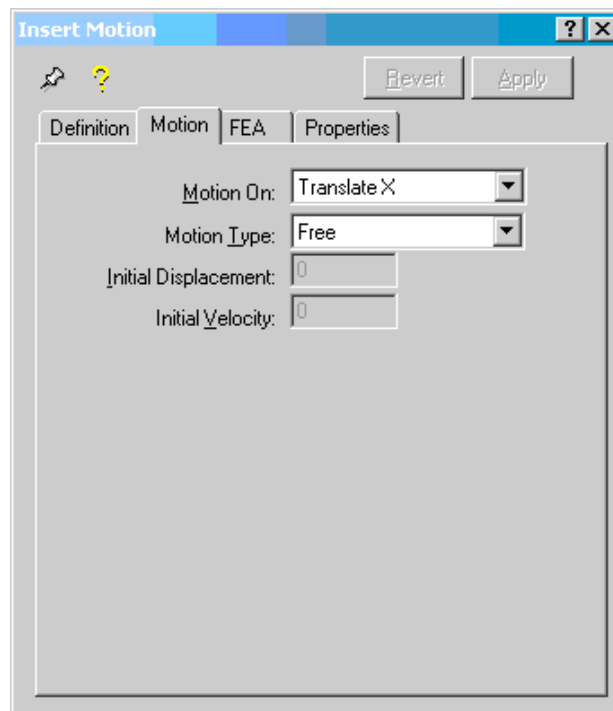 Insert Motion
Revert Apply
Definition Motion FEA Properties
Motion On: Translate X
Motion Type: Free
Initial Displacement: 0
Initial Velocity: 0